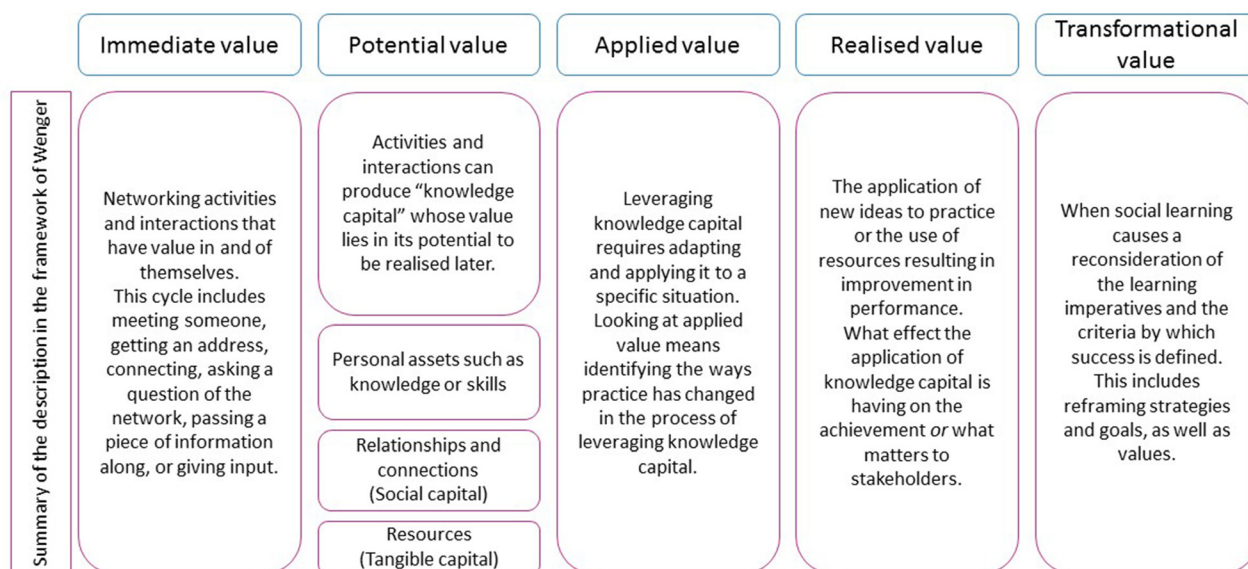 Immediate value
Potential value
Applied value
Realised value
Transformational
value
Summary of the description in the framework of Wenger
Networking activities
and interactions that
have value in and of
themselves.
This cycle includes
meeting someone,
getting an address,
connecting, asking a
question of the
network, passing a
piece of information
along, or giving input.
Activities and
interactions can
produce “knowledge
capital” whose value
lies in its potential to
be realised later.
Personal assets such as
knowledge or skills
Relationships and
connections
(Social capital)
Resources
(Tangible capital)
Leveraging
knowledge capital
requires adapting
and applying it to a
specific situation.
Looking at applied
value means
identifying the ways
practice has changed
in the process of
leveraging knowledge
capital.
The application of
new ideas to practice
or the use of
resources resulting in
improvement in
performance.
What effect the
application of
knowledge capital is
having on the
achievement or what
matters to
stakeholders.
When social learning
causes a
reconsideration of
the learning
imperatives and the
criteria by which
success is defined.
This includes
reframing strategies
and goals, as well as
values.